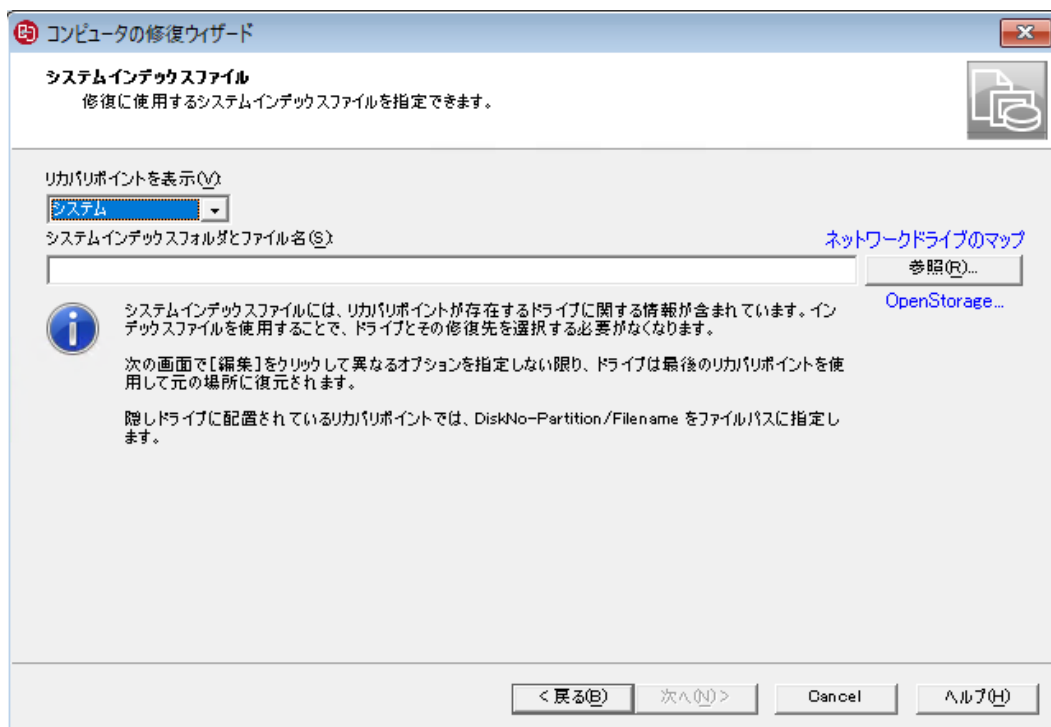 コンピュータの修復ウィザード
システムインデックスファイル
修復に使用するシステムインデックスファイルを指定できます。
リカバリポイントを表示(V):
システム
システムインデックスフォルダとファイル名(S):
ネットワークドライブのマップ
参照(R)...
OpenStorage...
システムインデックスファイルには、リカバリポイントが存在するドライブに関する情報が含まれています。イン
デックスファイルを使用することで、ドライブとその修復先を選択する必要がなくなります。
次の画面で[編集]をクリックして異なるオプションを指定しない限り、ドライブは最後のリカバリポイントを使
用して元の場所に復元されます。
隠しドライブに配置されているリカバリポイントでは、DiskNo-Partition/Filename をファイルパスに指定し
ます。
< 戻る(B)
次へ(N) >
Cancel
ヘルプ(H)